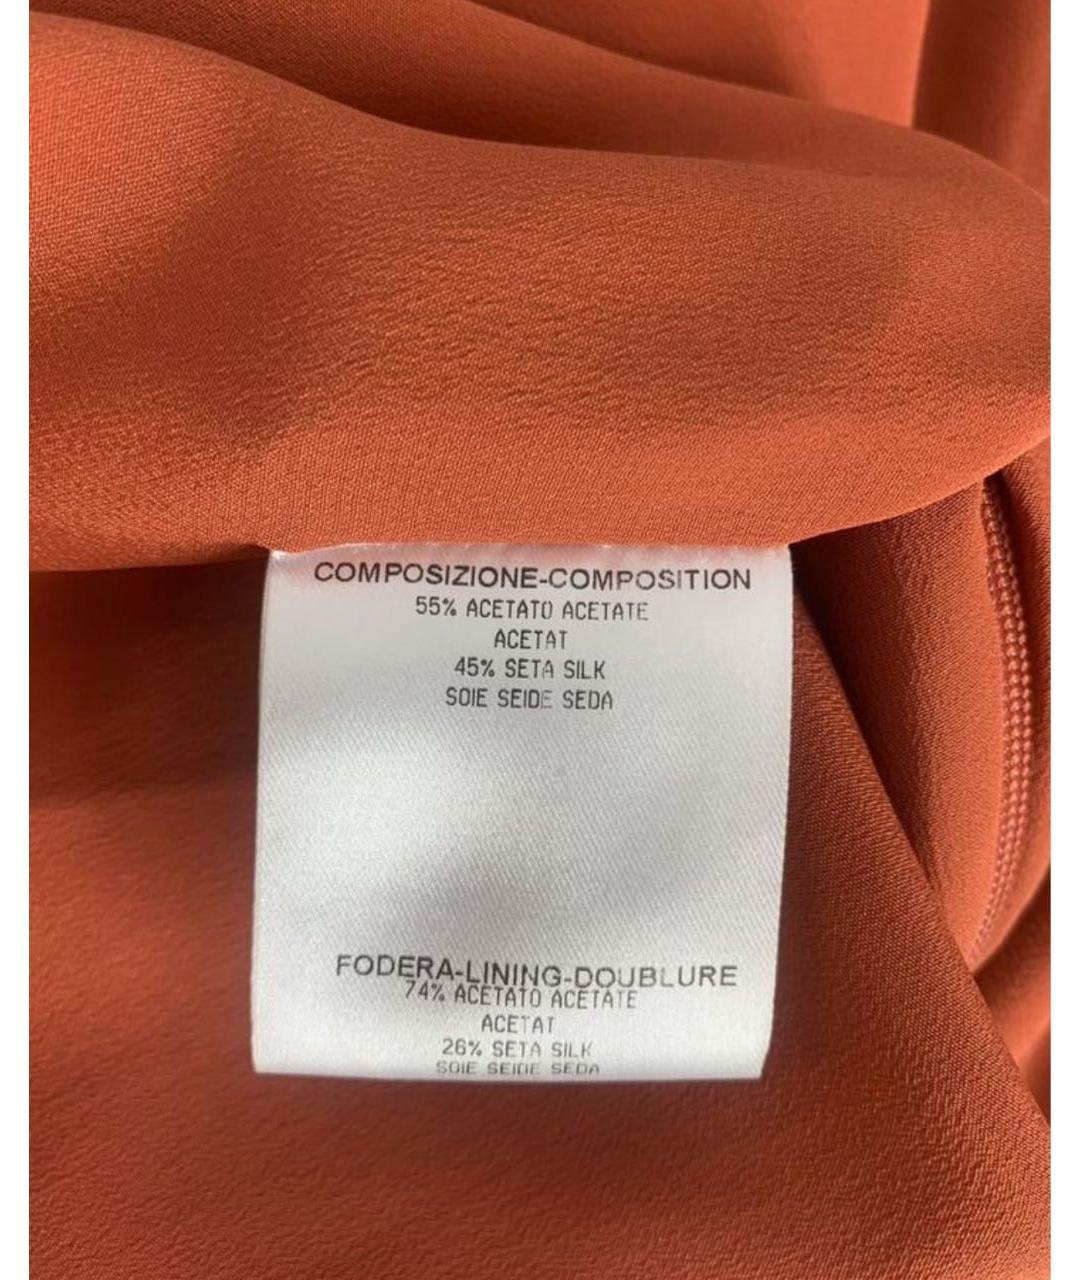 COMPOSIZIONE-COMPOSITION
55% ACETATO ACETATE
ACETAT
45% SETA SILK
SOIE SEIDE SEDA
FODERA-LINING-DOUBLURE
74% ACETATO ACETATE
ACETAT
26% SETA SILK
SOIE SEIDE SEDA